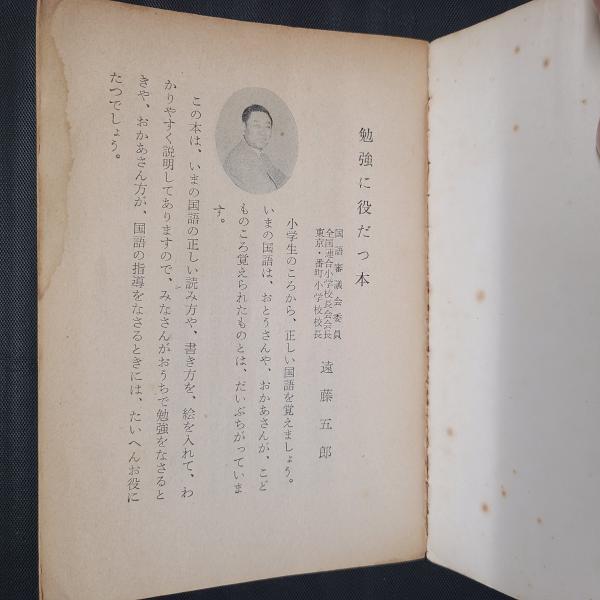 勉強に役だつ本
国語審議会委員
全国連合小学校長会会長
東京・番町小学校校長
遠藤五郎
小学生のころから、正しい国語を覚えましょう。
いまの国語は、おとうさんや、おかあさんが、こど
ものころ覚えられたものとは、だいぶちがっていま
す。
この本は、いまの国語の正しい読み方や、書き方を、絵を入れて、わ
かりやすく説明してありますので、みなさんがおうちで勉強をなさると
きや、おかあさん方が、国語の指導をなさるときには、たいへんお役に
たつでしょう。